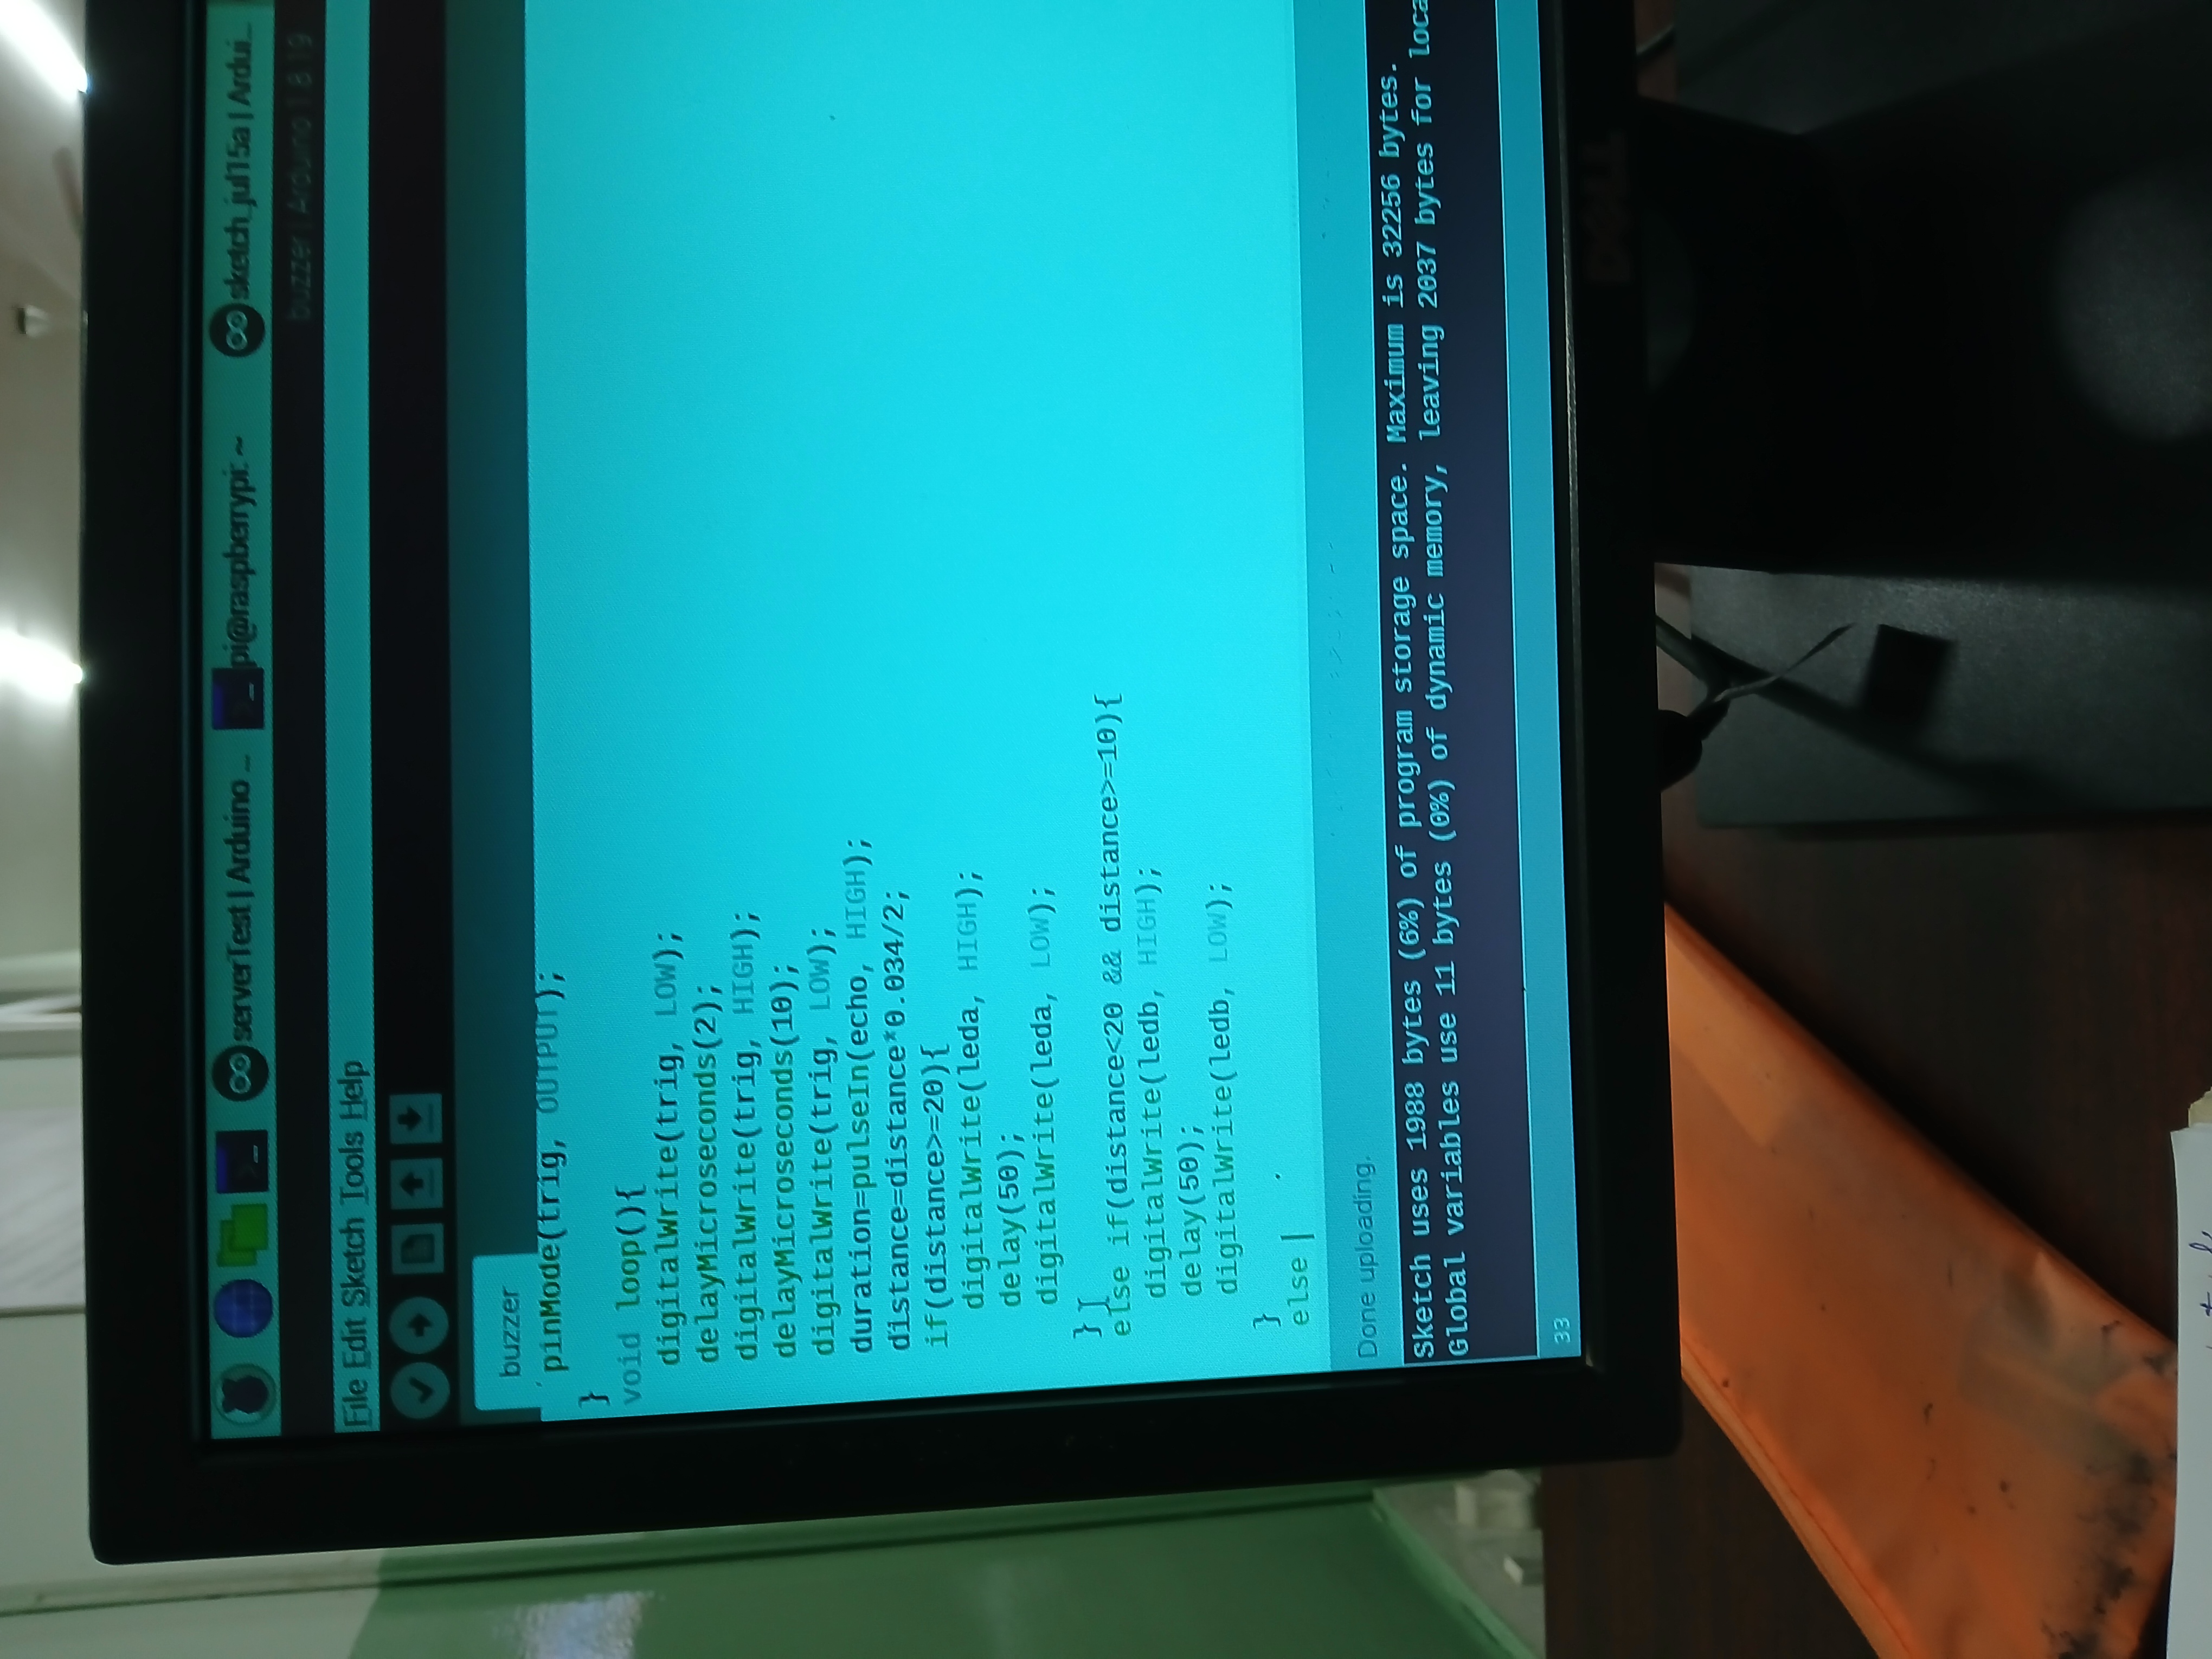 serverTest | Arduino ...
pi@raspberrypi: ~
sketch_jul15a | Ardui...
buzzer | Arduino 1.8.19
File Edit Sketch Tools Help
buzzer
pinMode(trig, OUTPUT);
}
void loop(){
digitalWrite(trig, LOW);
delayMicroseconds(2);
digitalWrite(trig, HIGH);
delayMicroseconds(10);
digitalWrite(trig, LOW);
duration=pulseIn(echo, HIGH);
distance=distance*0.034/2;
if(distance>=20){
digitalWrite(leda, HIGH);
delay(50);
digitalWrite(leda, LOW);
}
else if(distance<20 && distance>=10){
digitalWrite(ledb, HIGH);
delay(50);
digitalWrite(ledb, LOW);
}
else
Done uploading.
Sketch uses 1988 bytes (6%) of program storage space. Maximum is 32256 bytes.
Global variables use 11 bytes (0%) of dynamic memory, leaving 2037 bytes for loca
33
DELL